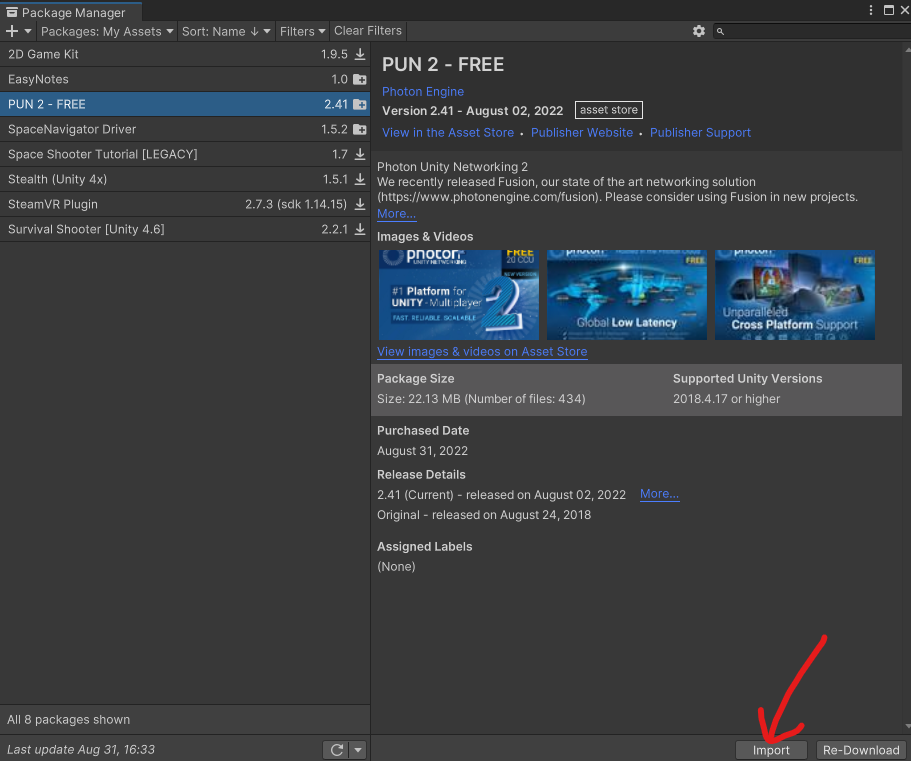 Package Manager
Packages: My Assets Sort: Name ↓ Filters Clear Filters
2D Game Kit 1.9.5
EasyNotes 1.0
PUN 2 - FREE 2.41
SpaceNavigator Driver 1.5.2
Space Shooter Tutorial [LEGACY] 1.7
Stealth (Unity 4x) 1.5.1
SteamVR Plugin 2.7.3 (sdk 1.14.15)
Survival Shooter [Unity 4.6] 2.2.1
All 8 packages shown
Last update Aug 31, 16:33
PUN 2 - FREE
Photon Engine
Version 2.41 - August 02, 2022 asset store
View in the Asset Store • Publisher Website • Publisher Support
Photon Unity Networking 2
We recently released Fusion, our state of the art networking solution
(https://www.photonengine.com/fusion). Please consider using Fusion in new projects.
More...
Images & Videos
photon
UNITY NETWORKING
FREE
20 CCU
NEW VERSION
#1 Platform for
UNITY - Multiplayer
FAST RELIABLE SCALABLE
2
photon
FREE
Global Low Latency
photon
FREE
Unparalleled
Cross Platform Support
View images & videos on Asset Store
Package Size Supported Unity Versions
Size: 22.13 MB (Number of files: 434) 2018.4.17 or higher
Purchased Date
August 31, 2022
Release Details
2.41 (Current) - released on August 02, 2022 More...
Original - released on August 24, 2018
Assigned Labels
(None)
Import Re-Download